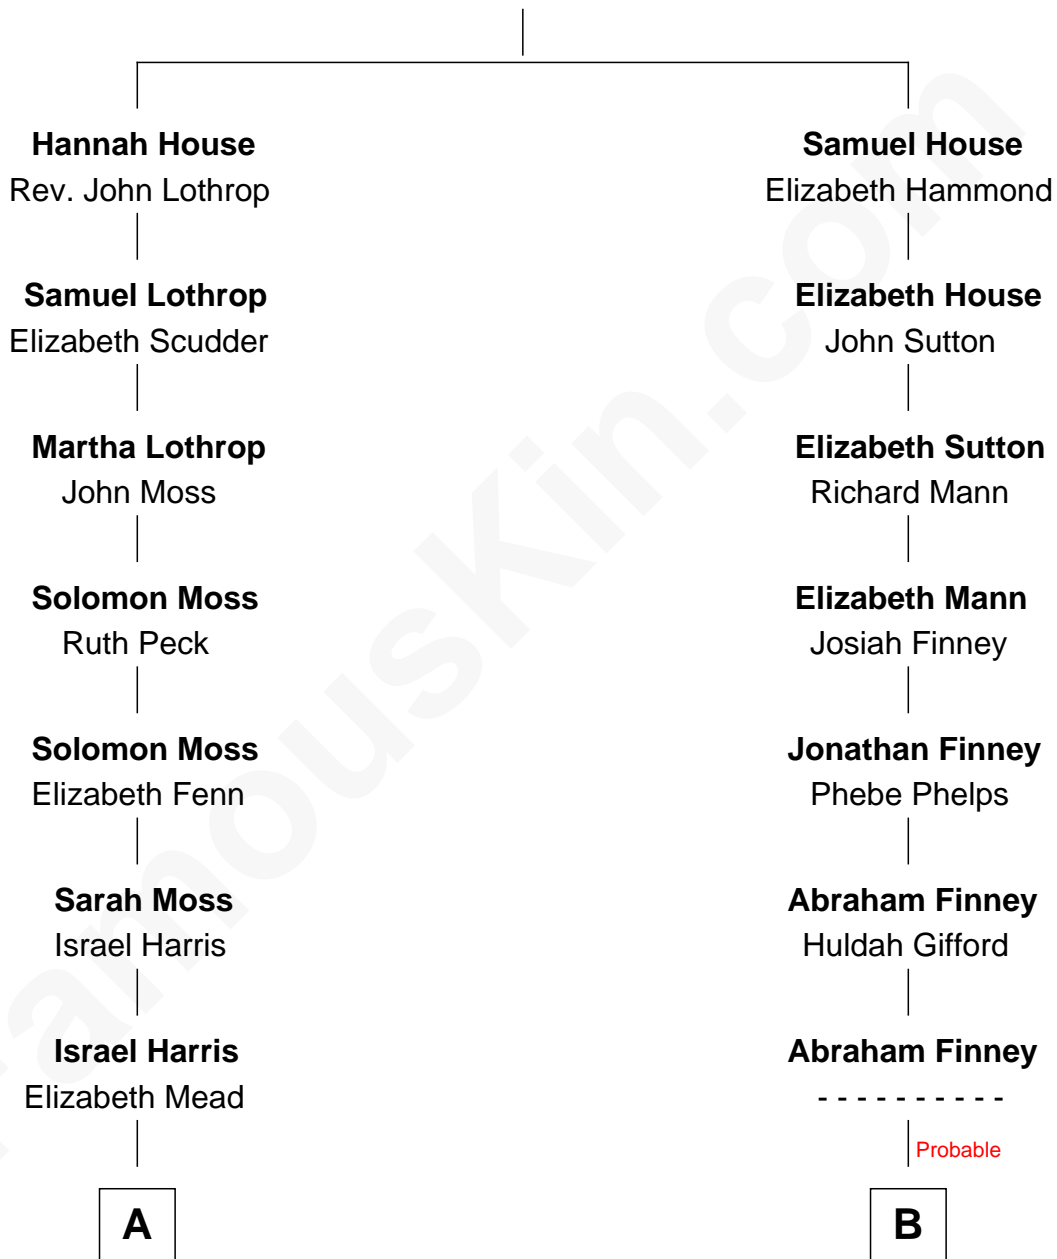 Hannah House
Rev. John Lothrop
Samuel House
Elizabeth Hammond
Samuel Lothrop
Elizabeth Scudder
Elizabeth House
John Sutton
Martha Lothrop
John Moss
Elizabeth Sutton
Richard Mann
Solomon Moss
Ruth Peck
Elizabeth Mann
Josiah Finney
Solomon Moss
Elizabeth Fenn
Jonathan Finney
Phebe Phelps
Sarah Moss
Israel Harris
Abraham Finney
Huldah Gifford
Israel Harris
Elizabeth Mead
Abraham Finney
- - - - - - - - - -
Probable
A
B
FamousKin.com